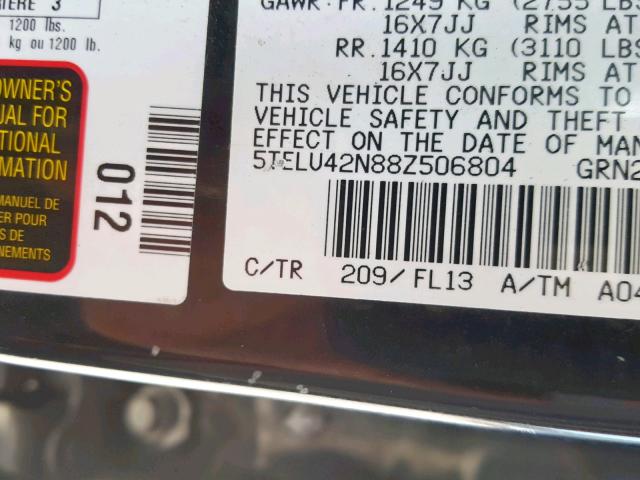 1200 lbs.
kg ou 1200 lb.
OWNER'S
UAL FOR
TIONAL
RMATION
MANUEL DE
ER POUR
S DE
NEMENTS
012
GAWR: FR. 1249 KG (2755 LBS
16X7JJ RIMS AT
RR. 1410 KG (3110 LBS
16X7JJ RIMS AT
THIS VEHICLE CONFORMS TO
VEHICLE SAFETY AND THEFT
EFFECT ON THE DATE OF MAN
5TELU42N88Z506804 GRN2
C/TR 209/FL13 A/TM A04